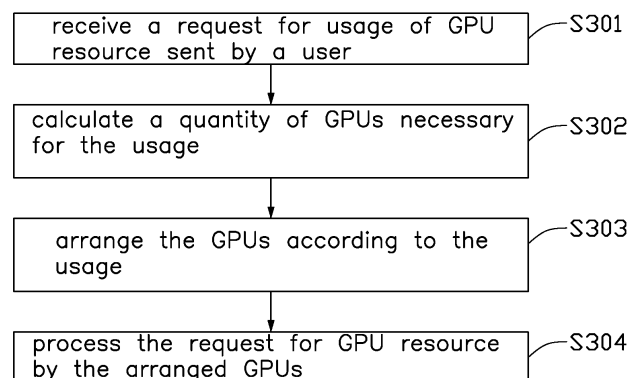 receive a request for usage of GPU
resource sent by a user
S301
calculate a quantity of GPUs necessary
for the usage
S302
arrange the GPUs according to the
usage
S303
process the request for GPU resource
by the arranged GPUs
S304